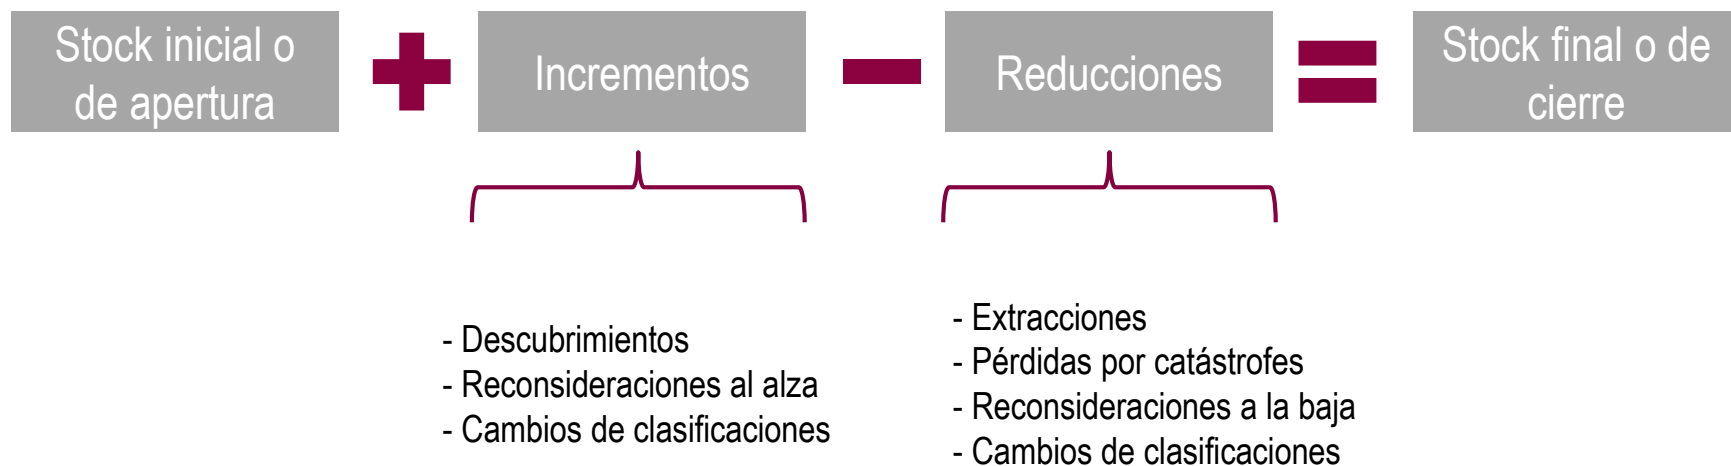 Stock inicial o
de apertura
Incrementos
Reducciones
Stock final o de
cierre
- Descubrimientos
- Reconsideraciones al alza
- Cambios de clasificaciones
- Extracciones
- Pérdidas por catástrofes
- Reconsideraciones a la baja
- Cambios de clasificaciones